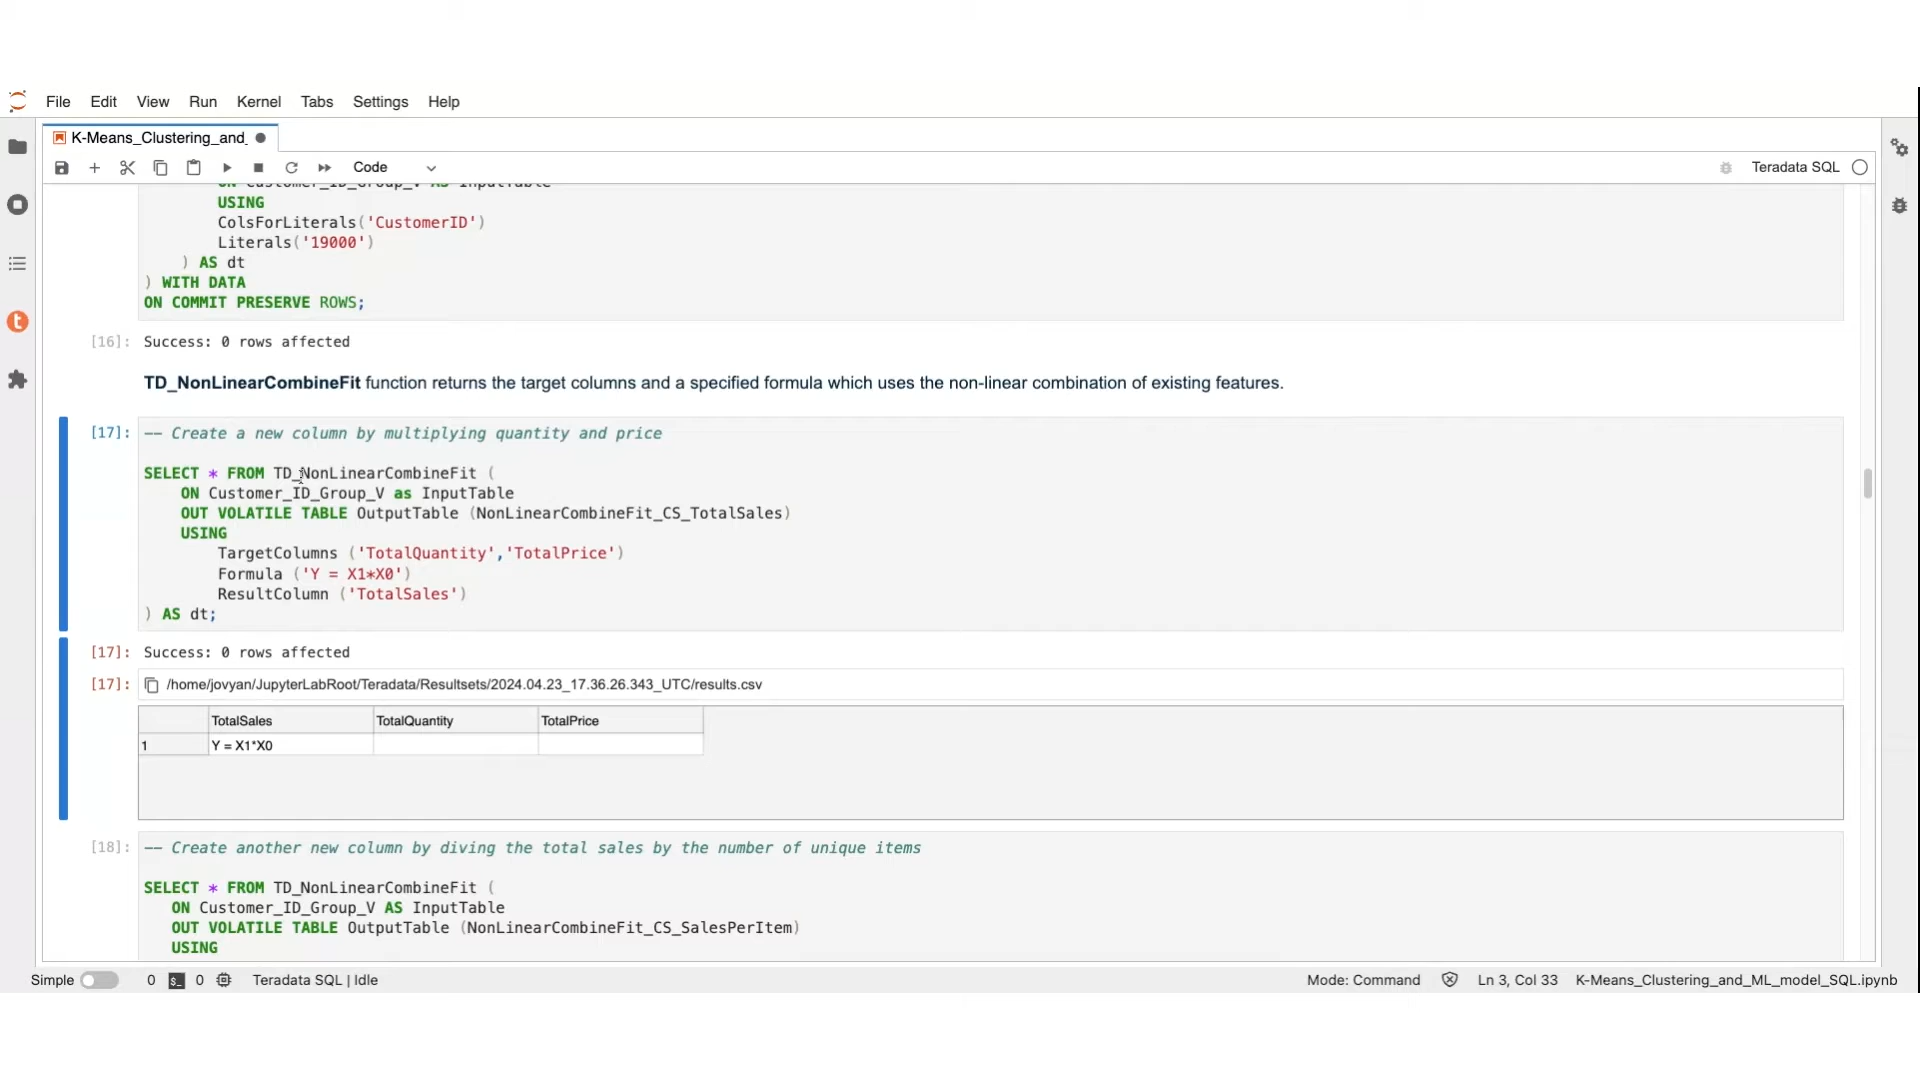 File Edit View Run Kernel Tabs Settings Help
K-Means_Clustering_and_
Code
Teradata SQL
ON Customer_ID_Group_V AS InputTable
USING
ColsForLiterals('CustomerID')
Literals('19000')
) AS dt
) WITH DATA
ON COMMIT PRESERVE ROWS;
[16]: Success: 0 rows affected
TD_NonLinearCombineFit function returns the target columns and a specified formula which uses the non-linear combination of existing features.
[17]: -- Create a new column by multiplying quantity and price
SELECT * FROM TD_NonLinearCombineFit (
ON Customer_ID_Group_V as InputTable
OUT VOLATILE TABLE OutputTable (NonLinearCombineFit_CS_TotalSales)
USING
TargetColumns ('TotalQuantity','TotalPrice')
Formula ('Y = X1*X0')
ResultColumn ('TotalSales')
) AS dt;
[17]: Success: 0 rows affected
[17]: /home/jovyan/JupyterLabRoot/Teradata/Resultsets/2024.04.23_17.36.26.343_UTC/results.csv
TotalSales TotalQuantity TotalPrice
1 Y = X1*X0
[18]: -- Create another new column by diving the total sales by the number of unique items
SELECT * FROM TD_NonLinearCombineFit (
ON Customer_ID_Group_V AS InputTable
OUT VOLATILE TABLE OutputTable (NonLinearCombineFit_CS_SalesPerItem)
USING
Simple 0 0 Teradata SQL | Idle Mode: Command Ln 3, Col 33 K-Means_Clustering_and_ML_model_SQL.ipynb